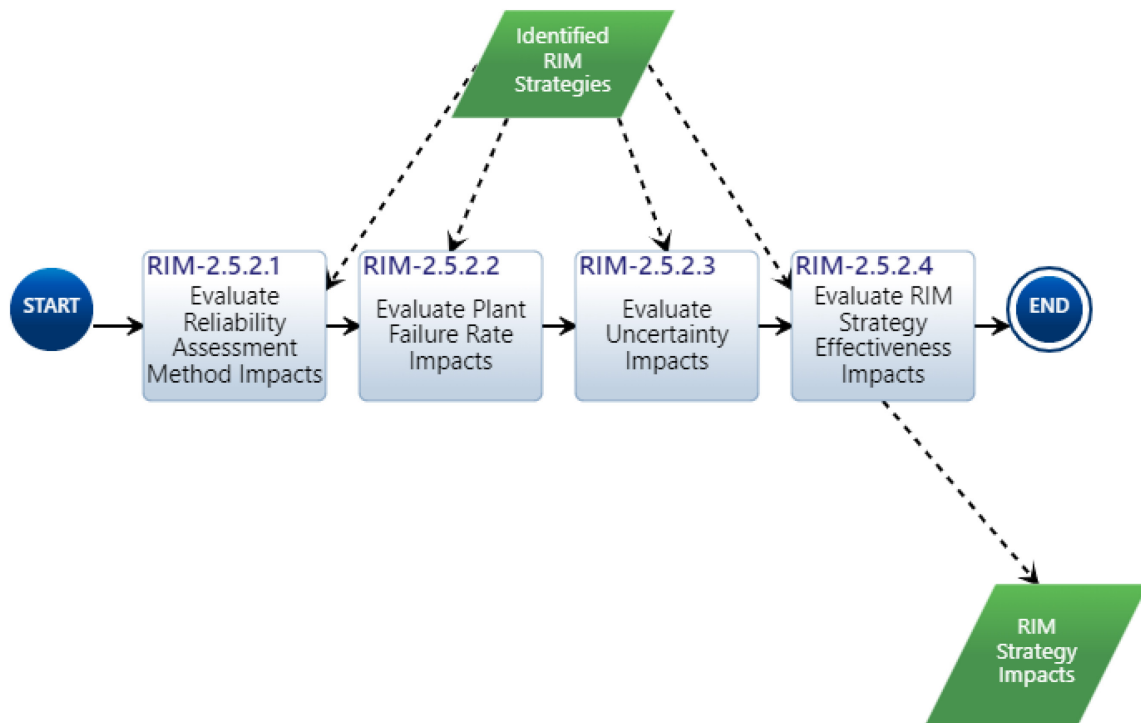 Identified
RIM
Strategies
START
RIM-2.5.2.1
Evaluate
Reliability
Assessment
Method Impacts
RIM-2.5.2.2
Evaluate Plant
Failure Rate
Impacts
RIM-2.5.2.3
Evaluate
Uncertainty
Impacts
RIM-2.5.2.4
Evaluate RIM
Strategy
Effectiveness
Impacts
END
RIM
Strategy
Impacts